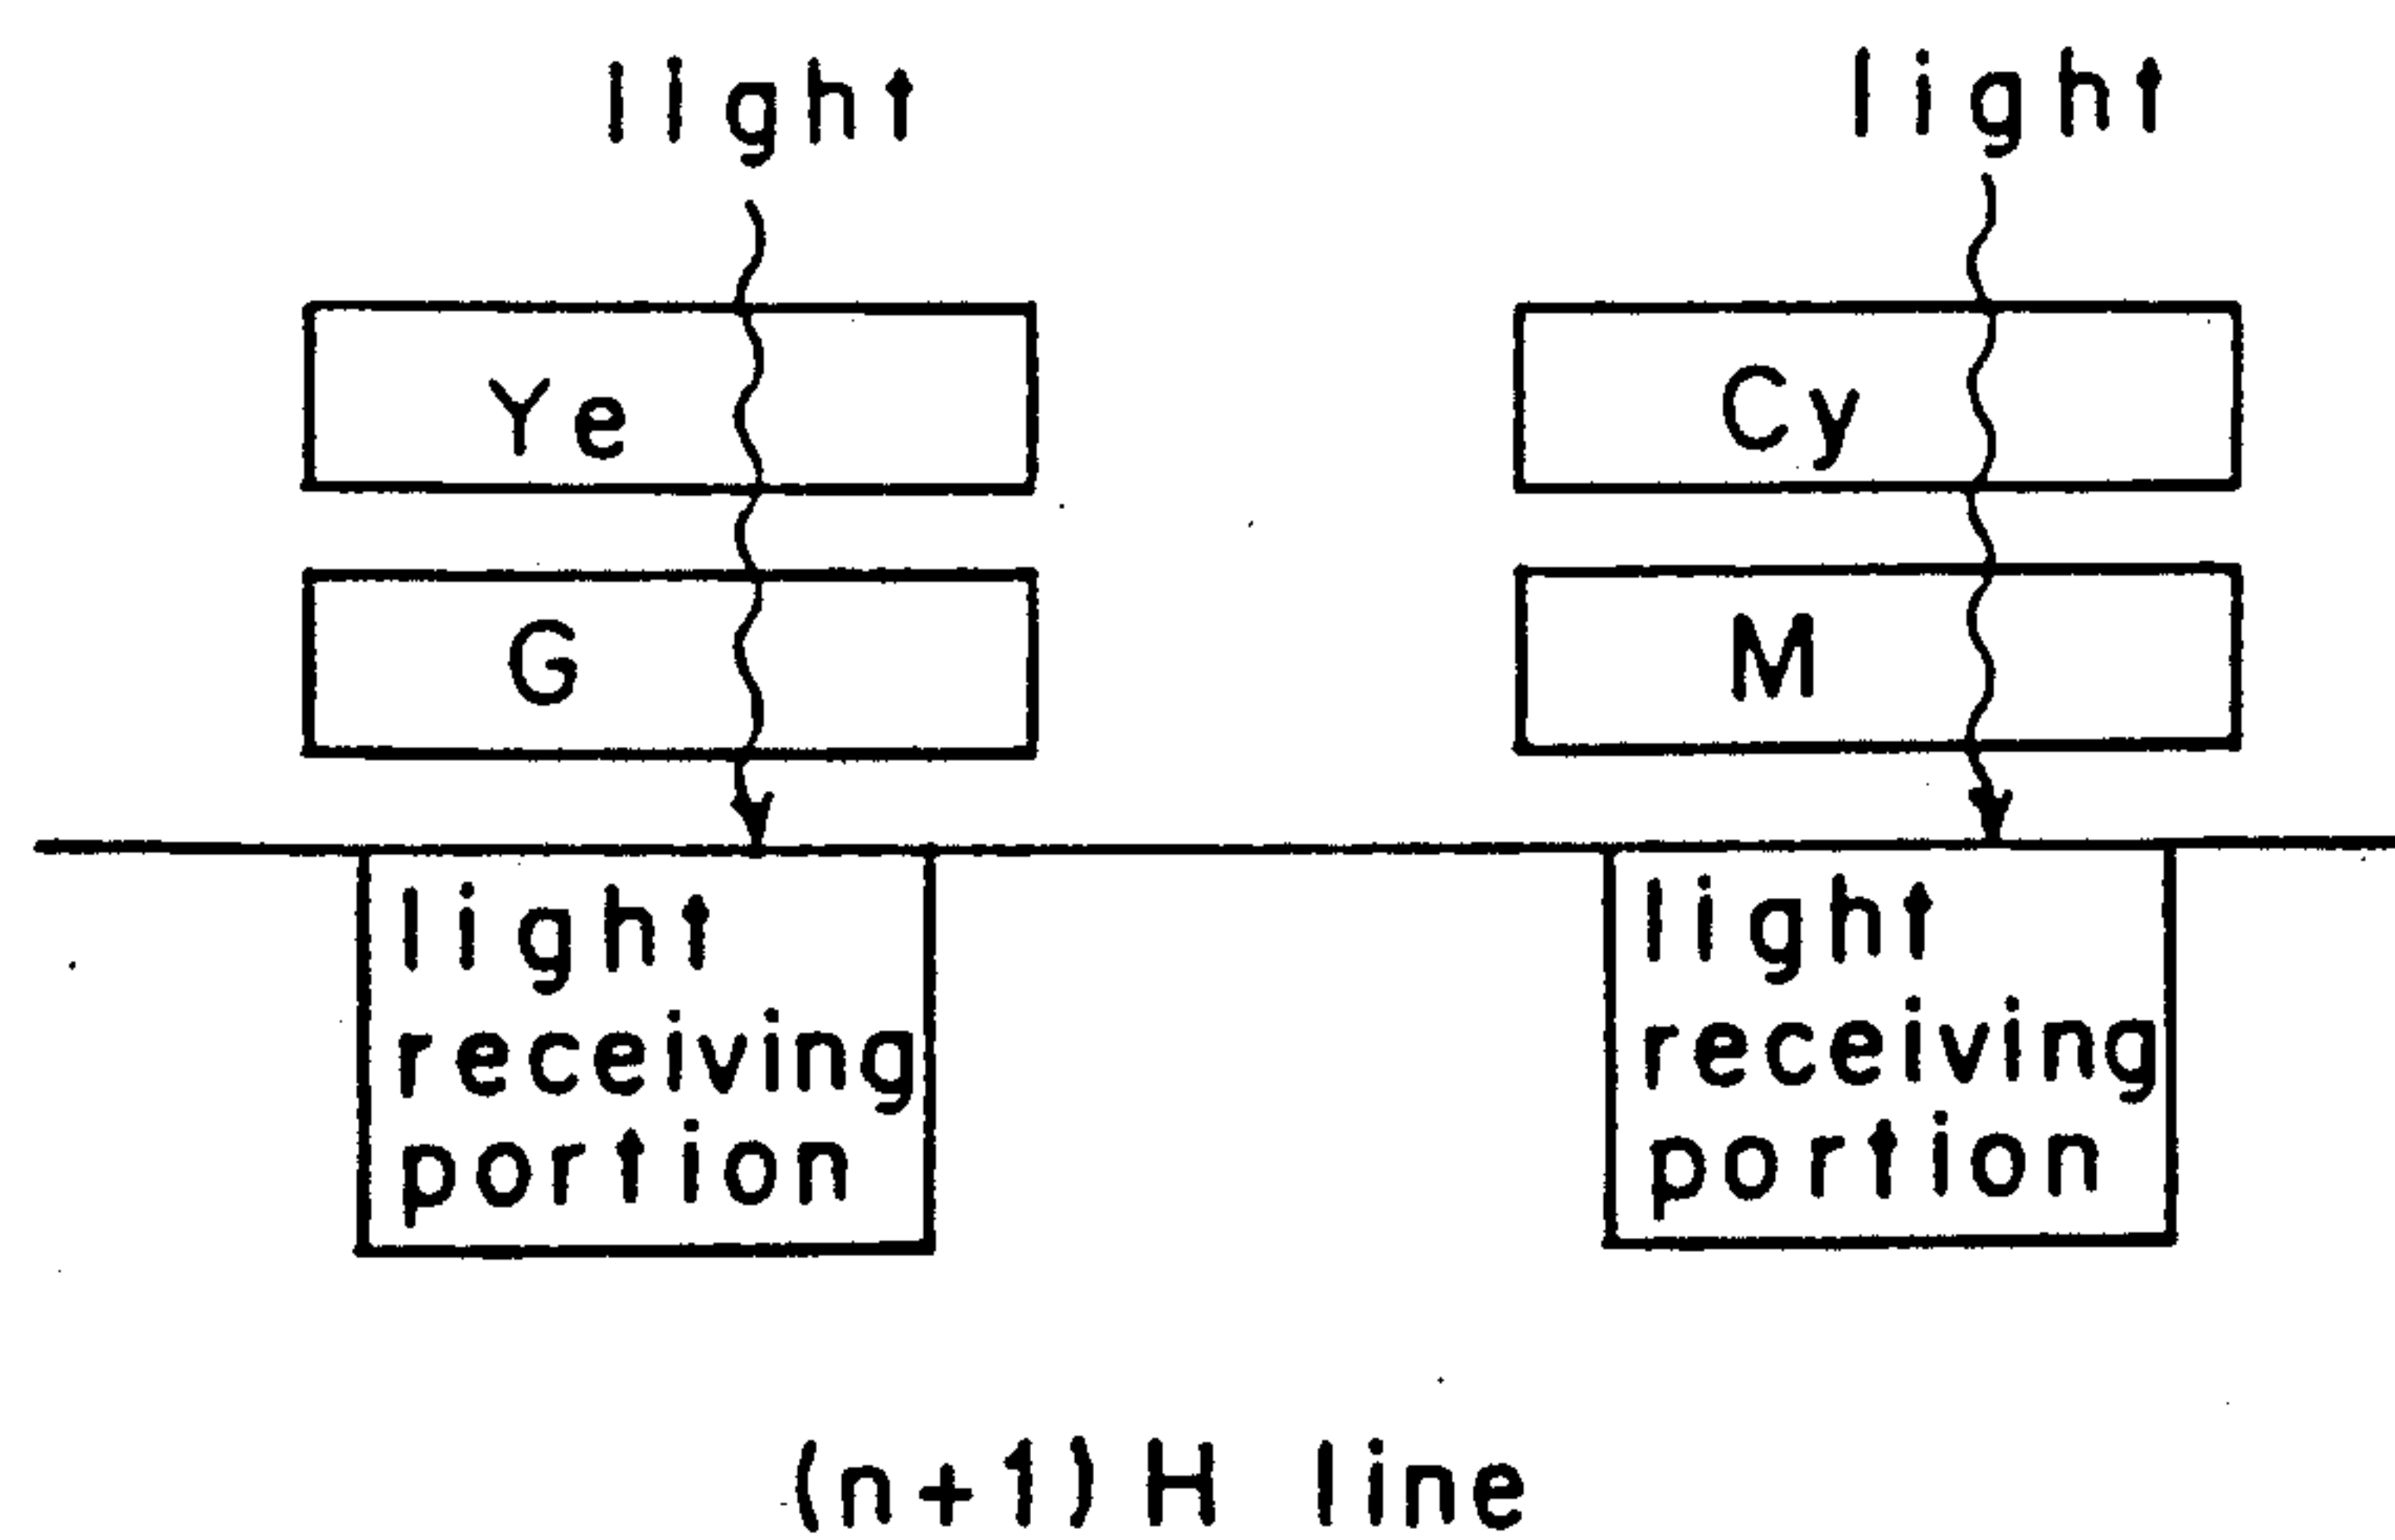 light light
Ye Cy
G M
light
receiving
portion
light
receiving
portion
(n+1)H line